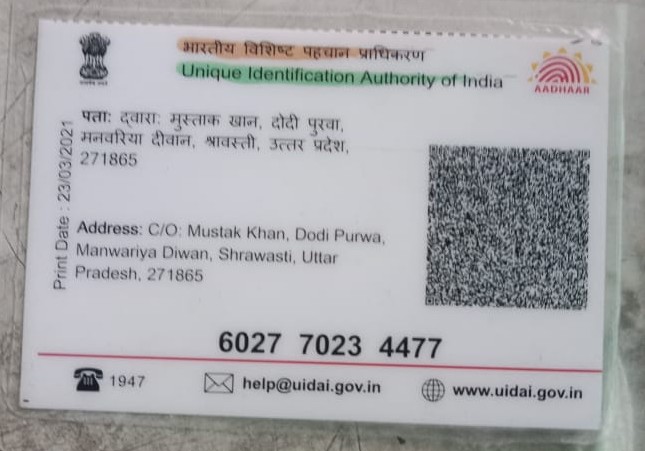 भारतीय विशिष्ट पहचान प्राधिकरण
Unique Identification Authority of India
AADHAAR
पता: द्वारा: मुस्ताक खान, दोदी पुरवा,
मनवरिया दीवान, श्रावस्ती, उत्तर प्रदेश,
271865
Print Date : 23/03/2021
Address: C/O: Mustak Khan, Dodi Purwa,
Manwariya Diwan, Shrawasti, Uttar
Pradesh, 271865
6027 7023 4477
1947
help@uidai.gov.in
www.uidai.gov.in